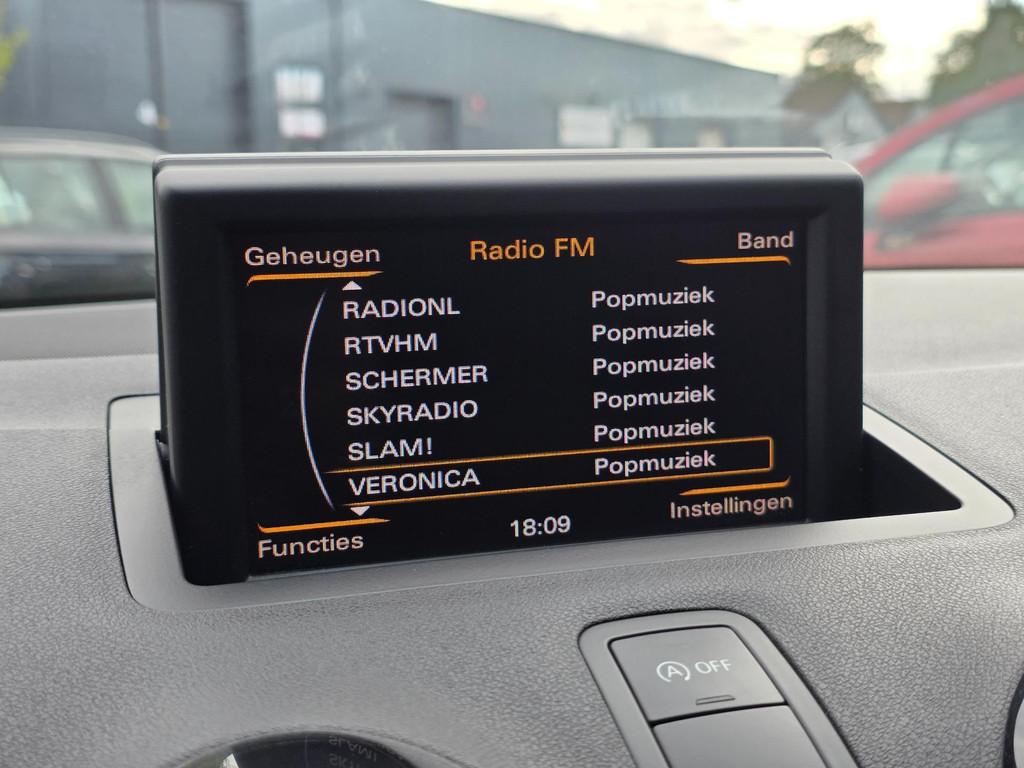 Geheugen Radio FM Band
RADIONL Popmuziek
RTVHM Popmuziek
SCHERMER Popmuziek
SKYRADIO Popmuziek
SLAM! Popmuziek
VERONICA Popmuziek
Functies 18:09 Instellingen
A OFF
SLAM!